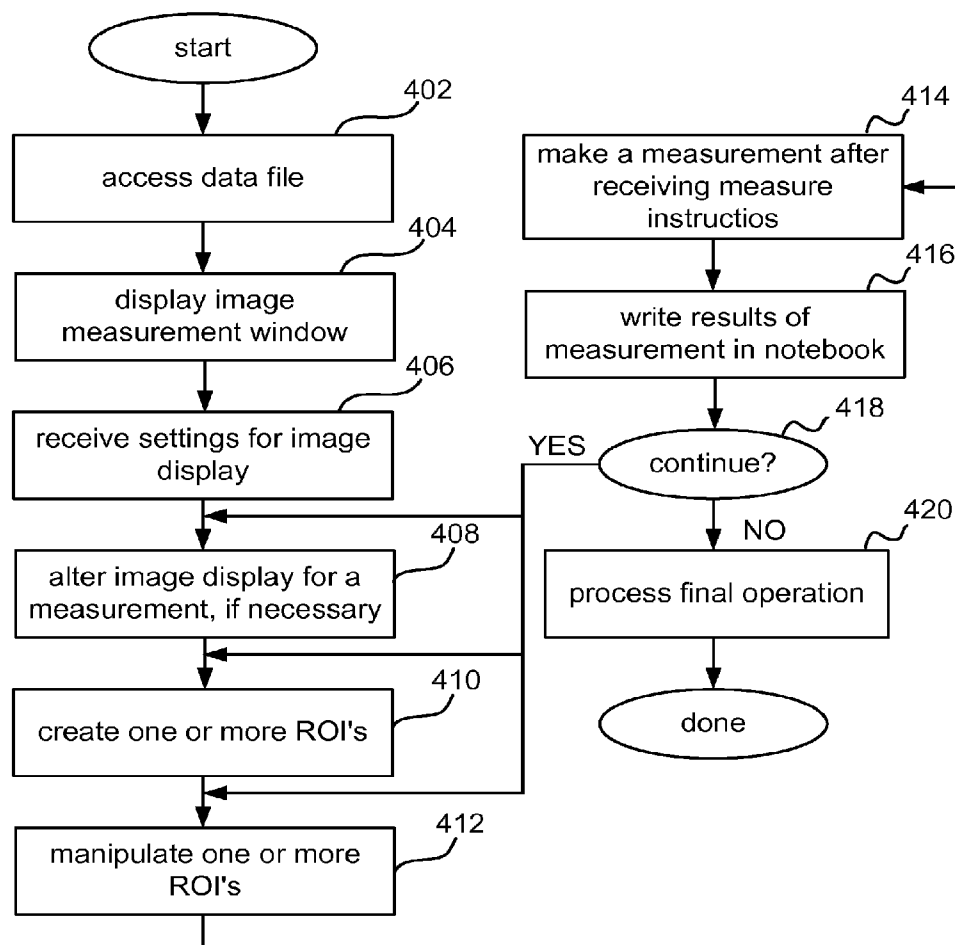 start
402
access data file
404
display image
measurement window
406
receive settings for image
display
408
alter image display for a
measurement, if necessary
410
create one or more ROI's
412
manipulate one or more
ROI's
414
make a measurement after
receiving measure
instructios
416
write results of
measurement in notebook
418
YES
continue?
NO
420
process final operation
done